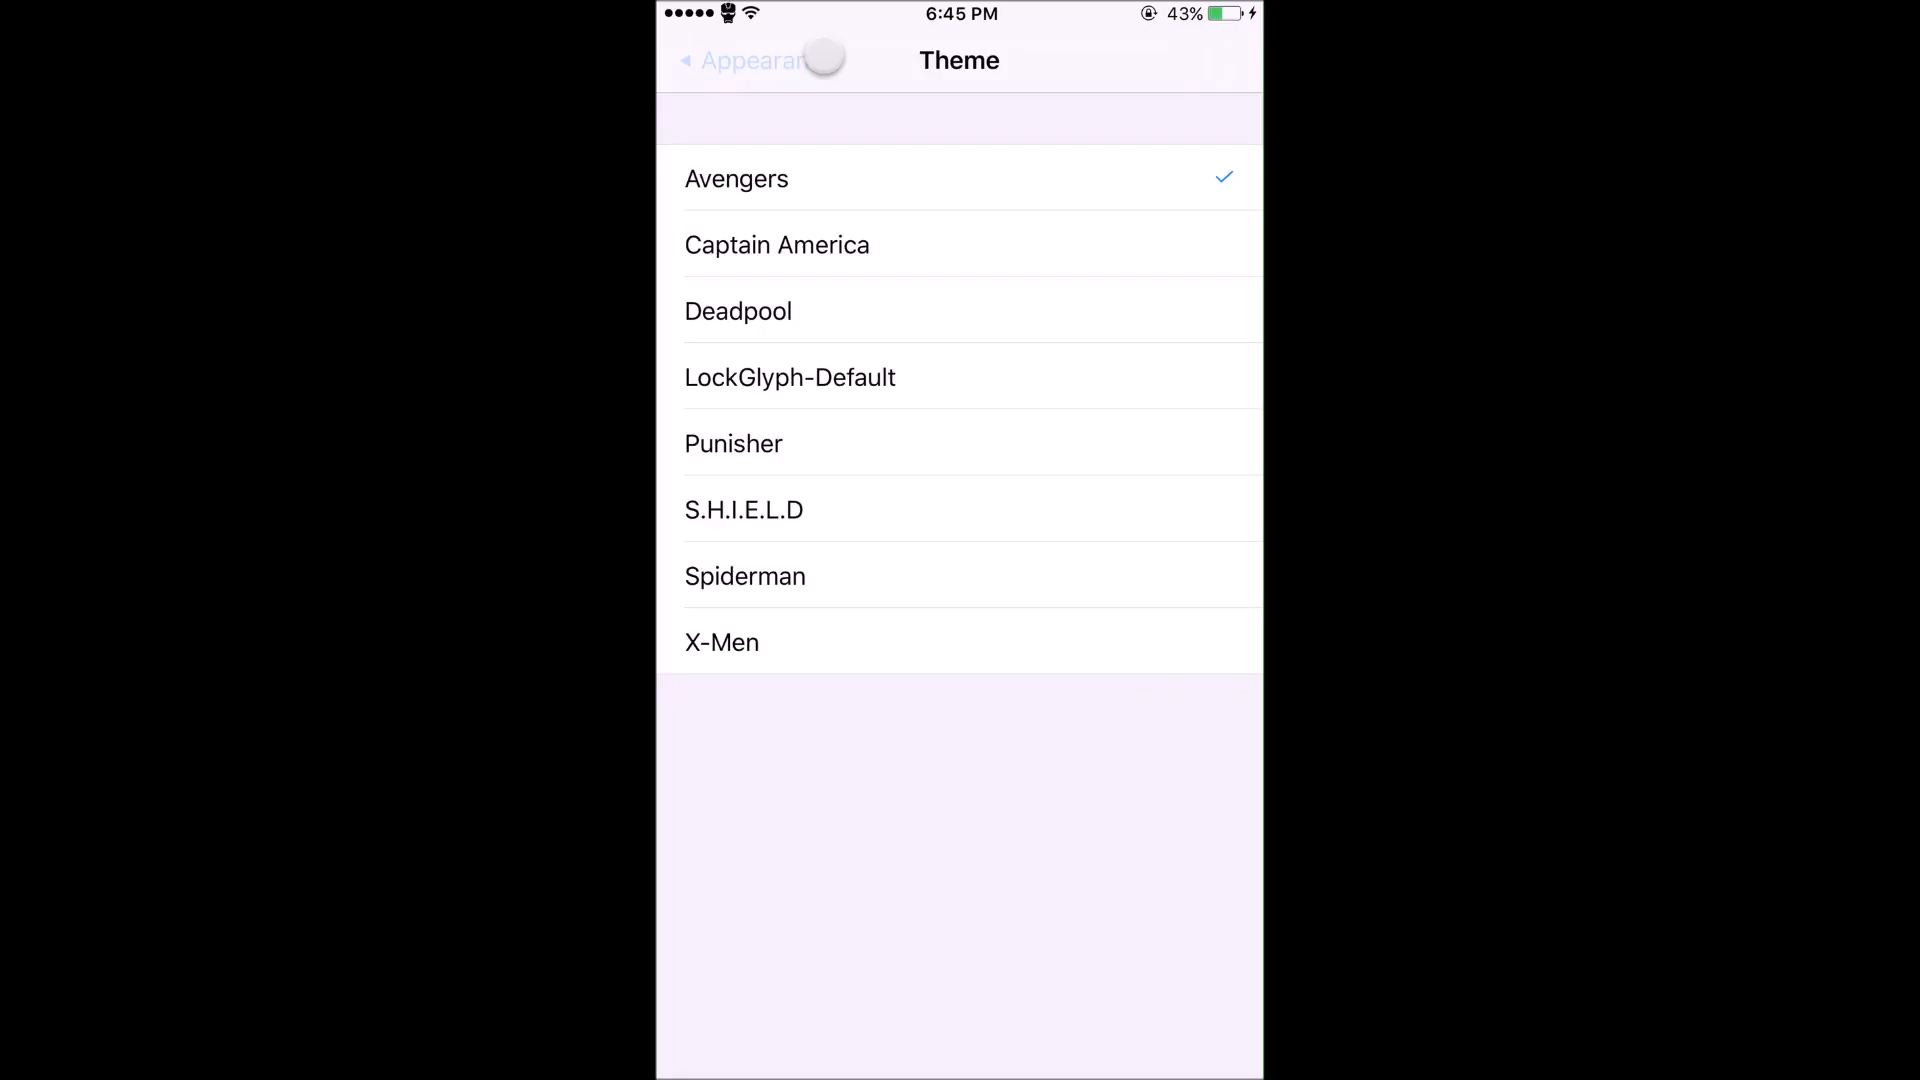 6:45 PM
43%
Theme
Avengers
Captain America
Deadpool
LockGlyph-Default
Punisher
S.H.I.E.L.D
Spiderman
X-Men